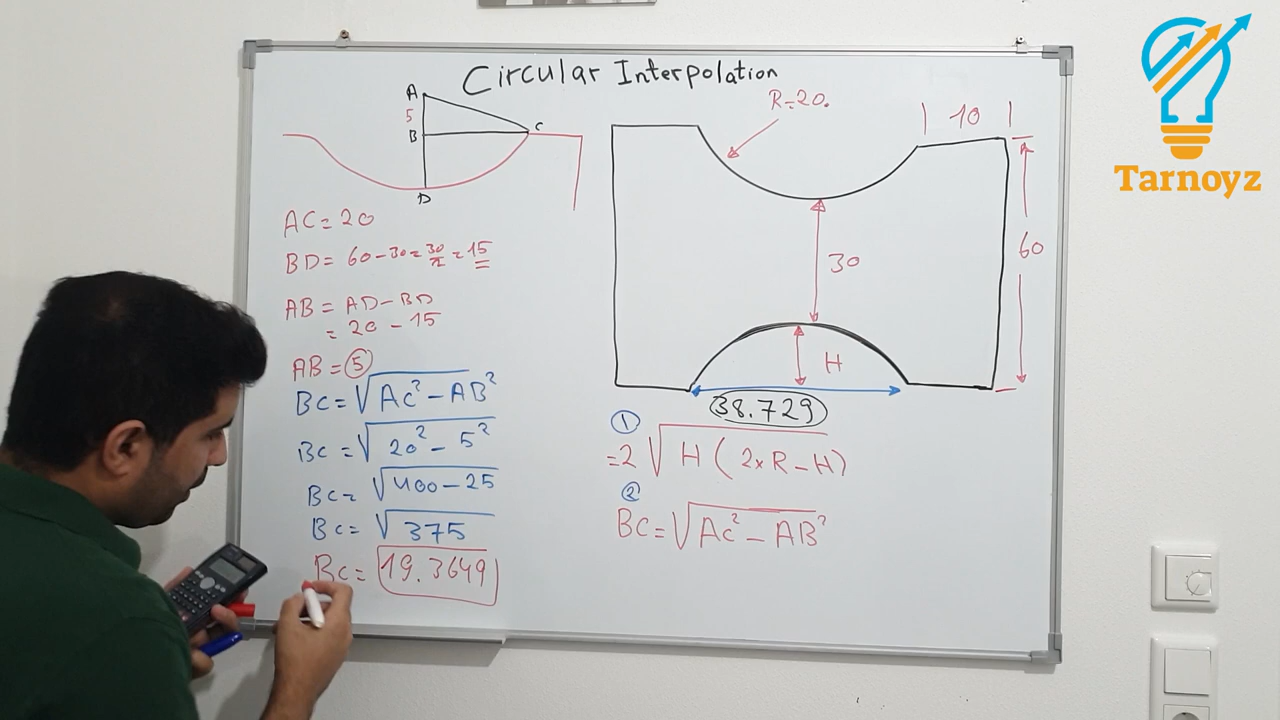 Circular Interpolation
A
5
B
C
D
AC = 20
BD = 60 - 30 = 30/2 = 15
AB = AD - BD
= 20 - 15
AB = 5
BC = √AC² - AB²
BC = √20² - 5²
BC = √400 - 25
BC = √375
BC = 19.3649
R=20.
10
60
30
H
38.729
1
= 2 √H ( 2 x R - H )
2
BC = √AC² - AB²
Tarnoyz